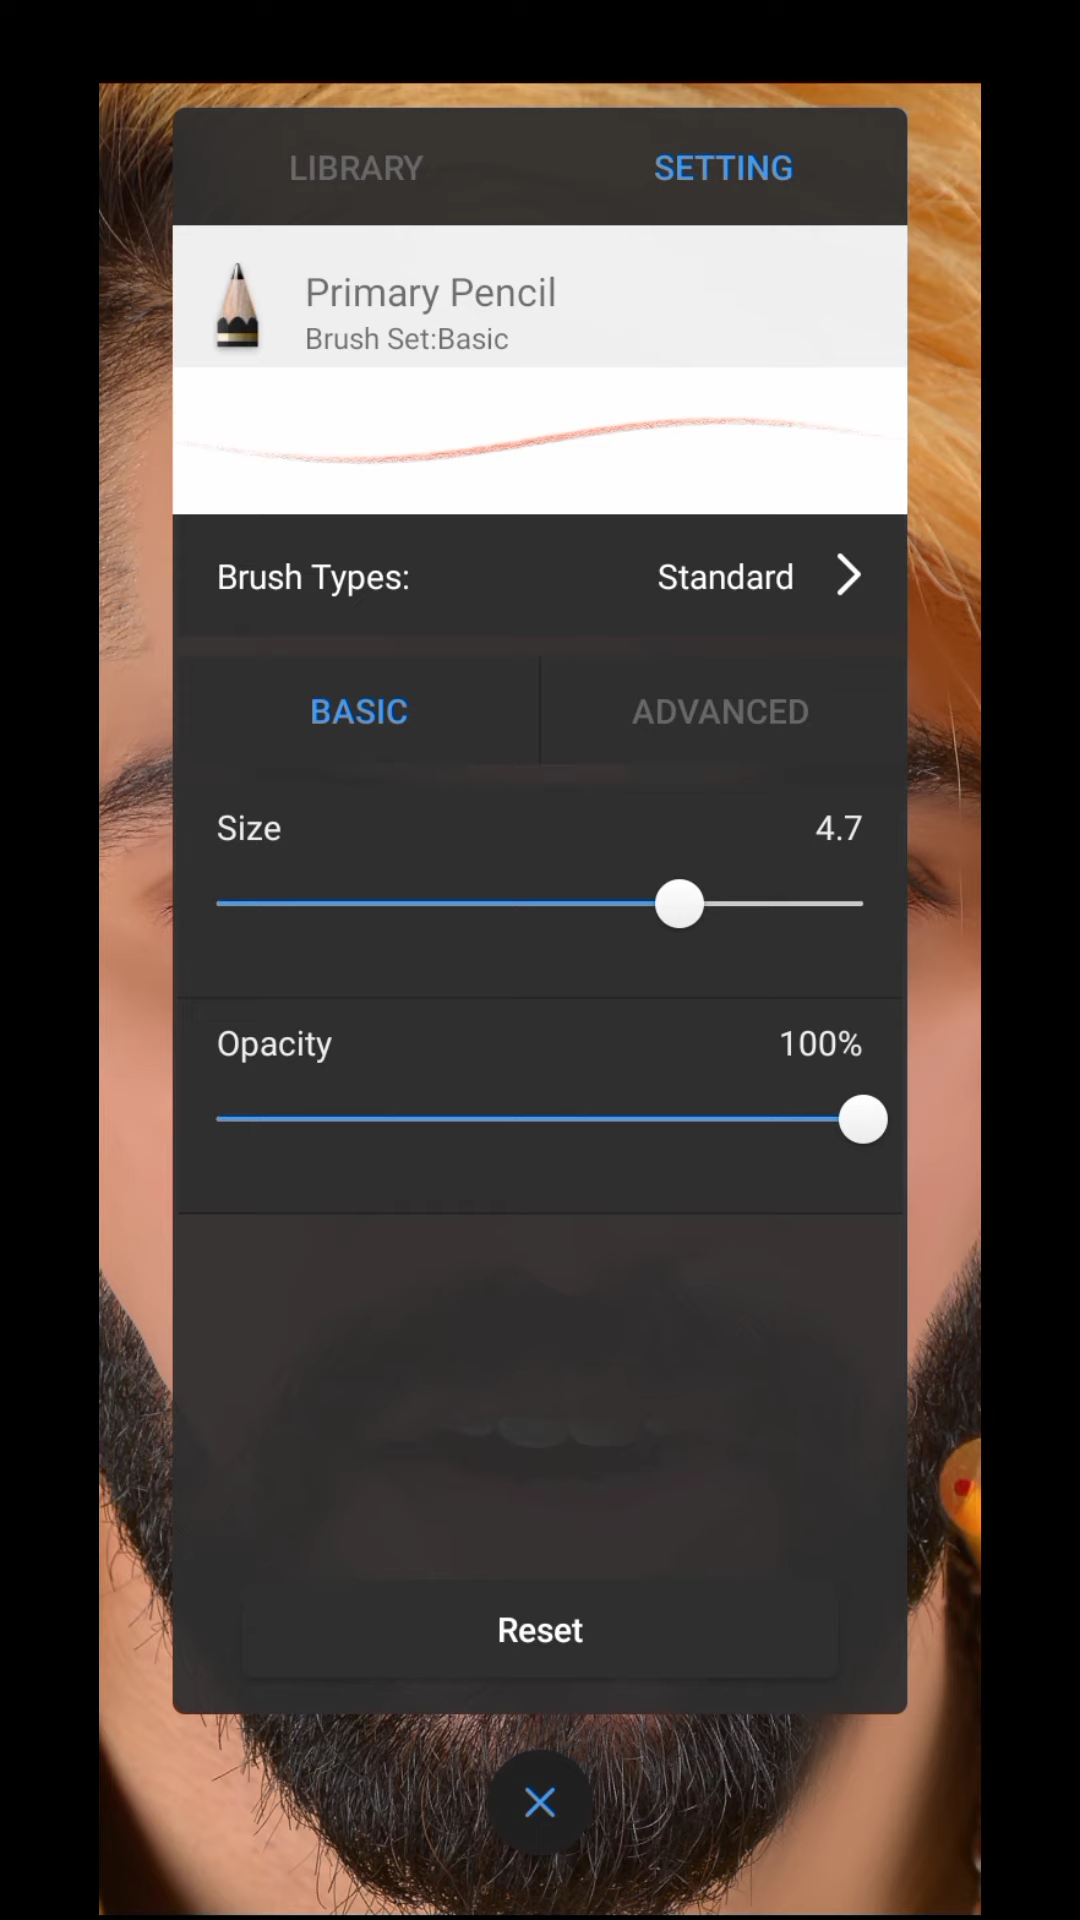 LIBRARY SETTING
Primary Pencil
Brush Set:Basic
Brush Types: Standard
BASIC ADVANCED
Size 4.7
Opacity 100%
Reset